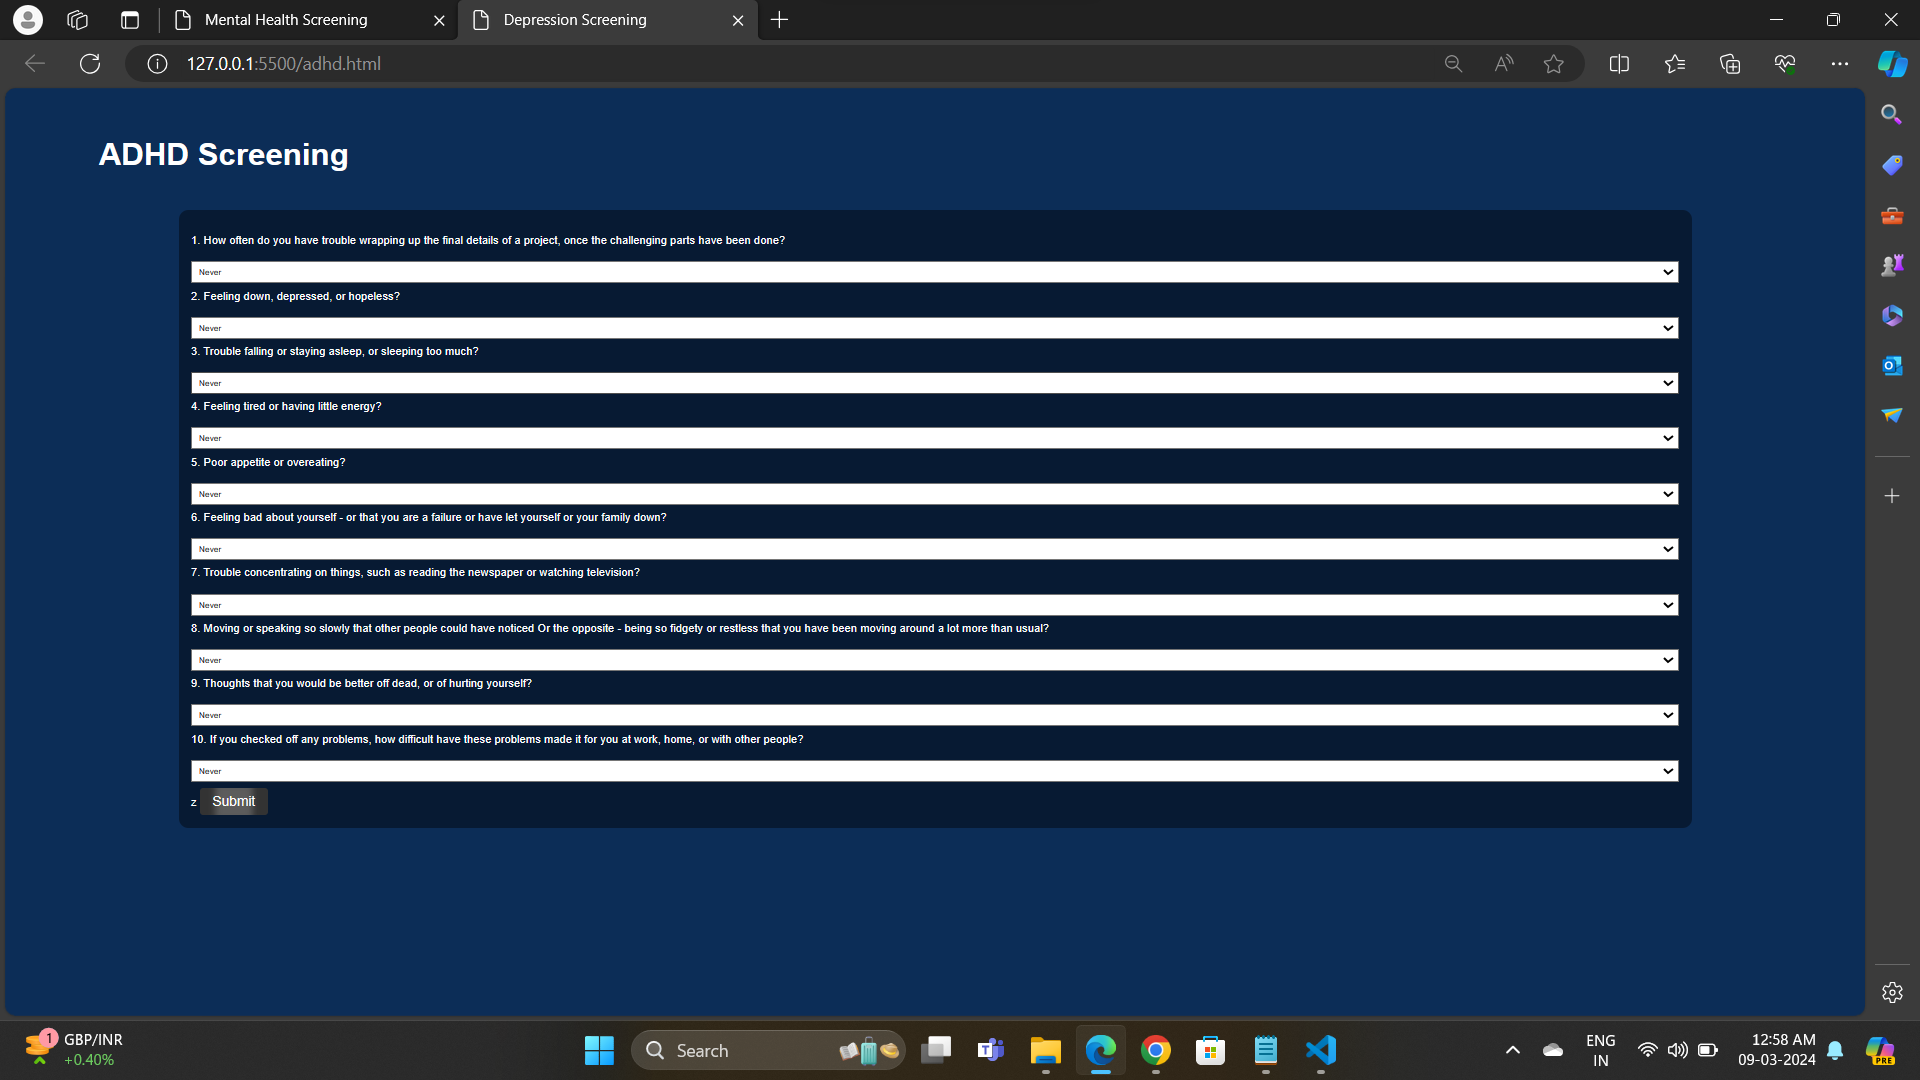 Mental Health Screening
Depression Screening
127.0.0.1:5500/adhd.html
ADHD Screening
1. How often do you have trouble wrapping up the final details of a project, once the challenging parts have been done?
Never
2. Feeling down, depressed, or hopeless?
Never
3. Trouble falling or staying asleep, or sleeping too much?
Never
4. Feeling tired or having little energy?
Never
5. Poor appetite or overeating?
Never
6. Feeling bad about yourself - or that you are a failure or have let yourself or your family down?
Never
7. Trouble concentrating on things, such as reading the newspaper or watching television?
Never
8. Moving or speaking so slowly that other people could have noticed Or the opposite - being so fidgety or restless that you have been moving around a lot more than usual?
Never
9. Thoughts that you would be better off dead, or of hurting yourself?
Never
10. If you checked off any problems, how difficult have these problems made it for you at work, home, or with other people?
Never
z Submit
1
GBP/INR
+0.40%
Search
ENG
IN
12:58 AM
09-03-2024
PRE